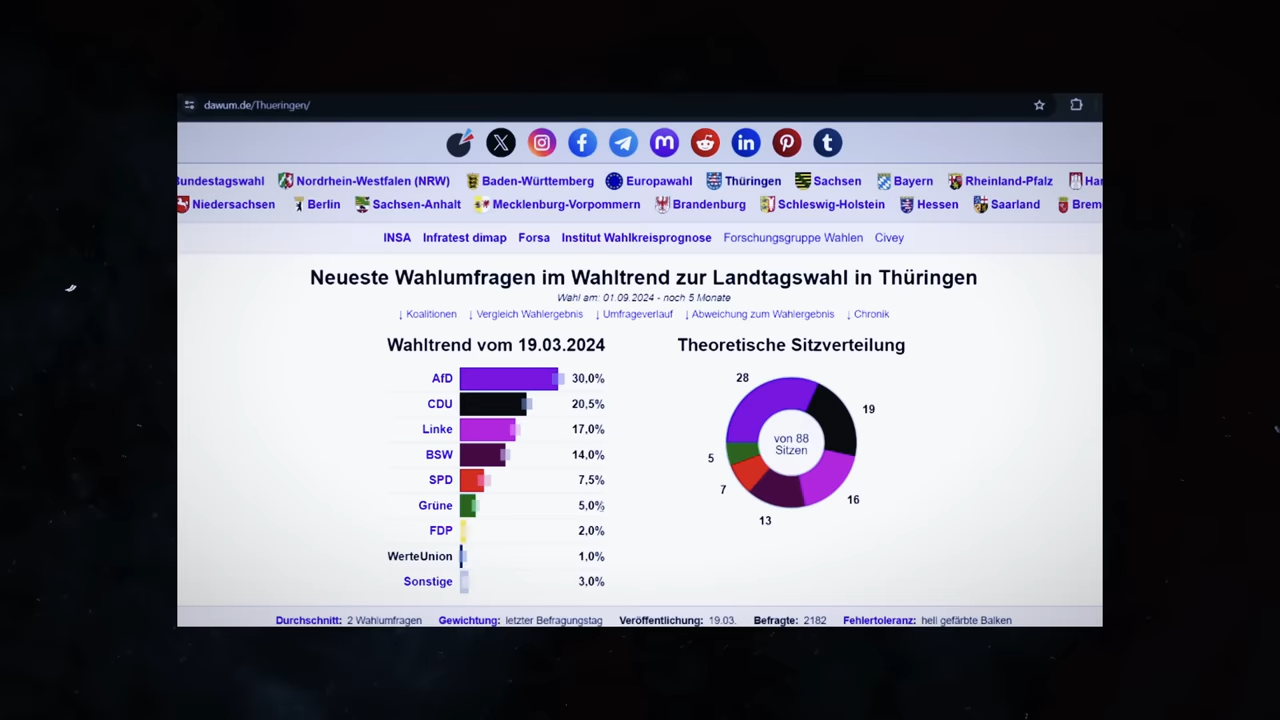 dawum.de/Thueringen/
undestagswahl Nordrhein-Westfalen (NRW) Baden-Württemberg Europawahl Thüringen Sachsen Bayern Rheinland-Pfalz Ha
Niedersachsen Berlin Sachsen-Anhalt Mecklenburg-Vorpommern Brandenburg Schleswig-Holstein Hessen Saarland Brem
INSA Infratest dimap Forsa Institut Wahlkreisprognose Forschungsgruppe Wahlen Civey
Neueste Wahlumfragen im Wahltrend zur Landtagswahl in Thüringen
Wahl am: 01.09.2024 - noch 5 Monate
↓ Koalitionen ↓ Vergleich Wahlergebnis ↓ Umfrageverlauf ↓ Abweichung zum Wahlergebnis ↓ Chronik
Wahltrend vom 19.03.2024
AfD 30,0%
CDU 20,5%
Linke 17,0%
BSW 14,0%
SPD 7,5%
Grüne 5,0%
FDP 2,0%
WerteUnion 1,0%
Sonstige 3,0%
Theoretische Sitzverteilung
28
19
von 88
Sitzen
5
7
16
13
Durchschnitt: 2 Wahlumfragen Gewichtung: letzter Befragungstag Veröffentlichung: 19.03. Befragte: 2182 Fehlertoleranz: hell gefärbte Balken